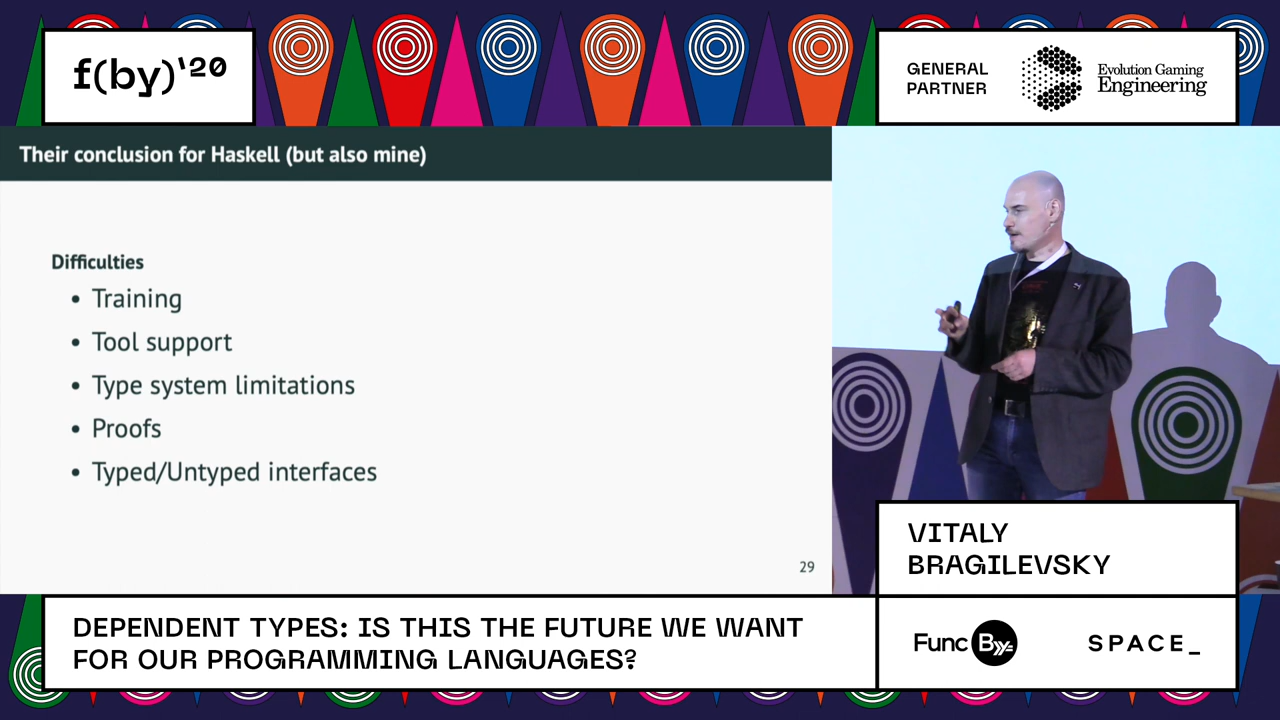 f(by)'20
GENERAL
PARTNER
Evolution Gaming
Engineering
Their conclusion for Haskell (but also mine)
Difficulties
• Training
• Tool support
• Type system limitations
• Proofs
• Typed/Untyped interfaces
29
VITALY
BRAGILEVSKY
DEPENDENT TYPES: IS THIS THE FUTURE WE WANT
FOR OUR PROGRAMMING LANGUAGES?
Func By
SPACE_